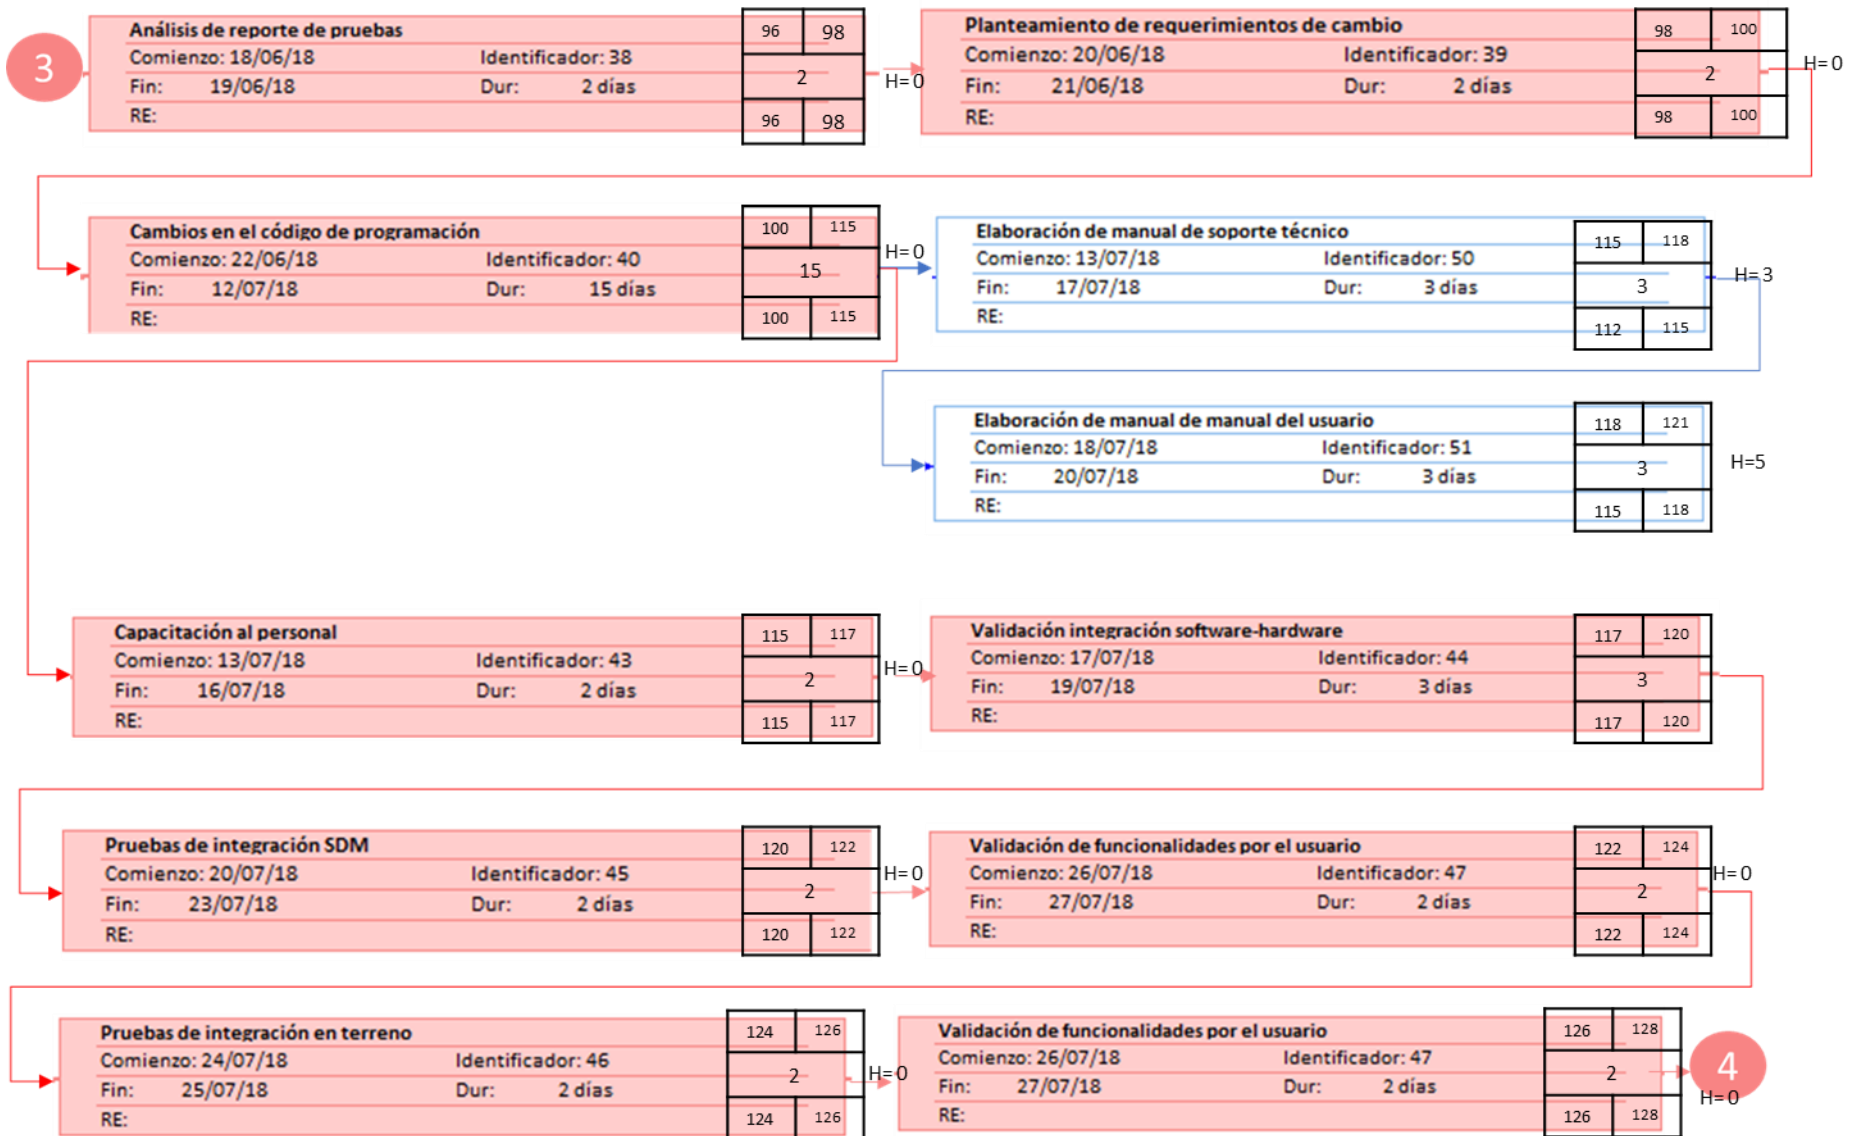 3
Análisis de reporte de pruebas
Comienzo: 18/06/18 Identificador: 38
Fin: 19/06/18 Dur: 2 días
RE:
96 98
2
96 98
H=0
Planteamiento de requerimientos de cambio
Comienzo: 20/06/18 Identificador: 39
Fin: 21/06/18 Dur: 2 días
RE:
98 100
2
98 100
H=0
Cambios en el código de programación
Comienzo: 22/06/18 Identificador: 40
Fin: 12/07/18 Dur: 15 días
RE:
100 115
15
100 115
H=0
Elaboración de manual de soporte técnico
Comienzo: 13/07/18 Identificador: 50
Fin: 17/07/18 Dur: 3 días
RE:
115 118
3
112 115
H=3
Elaboración de manual de manual del usuario
Comienzo: 18/07/18 Identificador: 51
Fin: 20/07/18 Dur: 3 días
RE:
118 121
3
115 118
H=5
Capacitación al personal
Comienzo: 13/07/18 Identificador: 43
Fin: 16/07/18 Dur: 2 días
RE:
115 117
2
115 117
H=0
Validación integración software-hardware
Comienzo: 17/07/18 Identificador: 44
Fin: 19/07/18 Dur: 3 días
RE:
117 120
3
117 120
Pruebas de integración SDM
Comienzo: 20/07/18 Identificador: 45
Fin: 23/07/18 Dur: 2 días
RE:
120 122
2
120 122
H=0
Validación de funcionalidades por el usuario
Comienzo: 26/07/18 Identificador: 47
Fin: 27/07/18 Dur: 2 días
RE:
122 124
2
122 124
H=0
Pruebas de integración en terreno
Comienzo: 24/07/18 Identificador: 46
Fin: 25/07/18 Dur: 2 días
RE:
124 126
2
124 126
H=0
Validación de funcionalidades por el usuario
Comienzo: 26/07/18 Identificador: 47
Fin: 27/07/18 Dur: 2 días
RE:
126 128
2
126 128
4
H=0